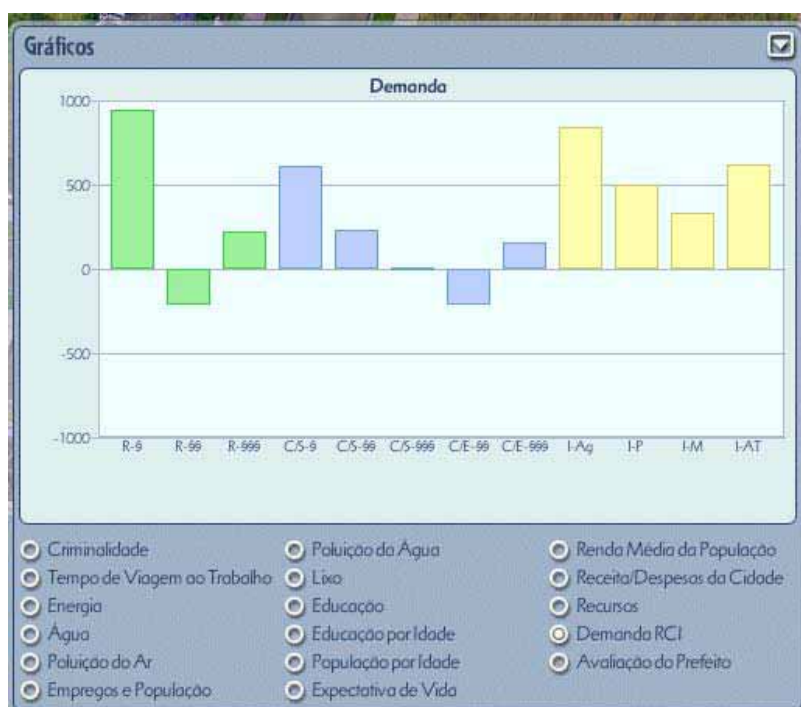 Gráficos
Demanda
1000
500
0
-500
-1000
R-§ R-§§ R-§§§ C/S-§ C/S-§§ C/S-§§§ C/E-§§ C/E-§§§ I-Ag I-P I-M I-AT
Criminalidade Poluição da Água Renda Média da População
Tempo de Viagem ao Trabalho Lixo Receita/Despesas da Cidade
Energia Educação Recursos
Água Educação por Idade Demanda RCI
Poluição do Ar População por Idade Avaliação do Prefeito
Empregos e População Expectativa de Vida